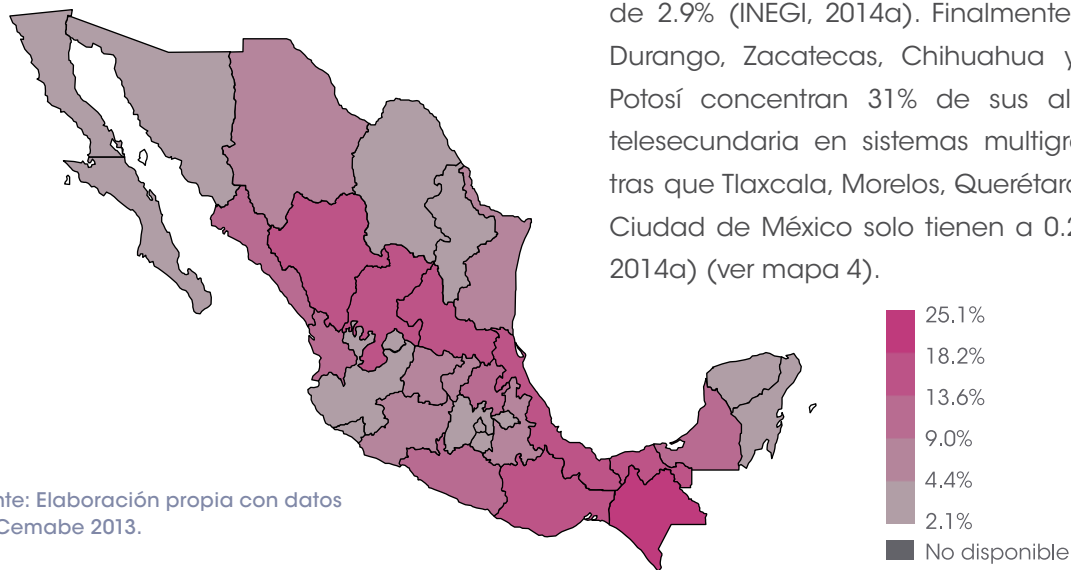 de 2.9% (INEGI, 2014a). Finalmente
Durango, Zacatecas, Chihuahua y
Potosí concentran 31% de sus al
telesecundaria en sistemas multigr
tras que Tlaxcala, Morelos, Querétaro
Ciudad de México solo tienen a 0.2
2014a) (ver mapa 4).
25.1%
18.2%
13.6%
9.0%
4.4%
2.1%
No disponible
nte: Elaboración propia con datos
Cemabe 2013.